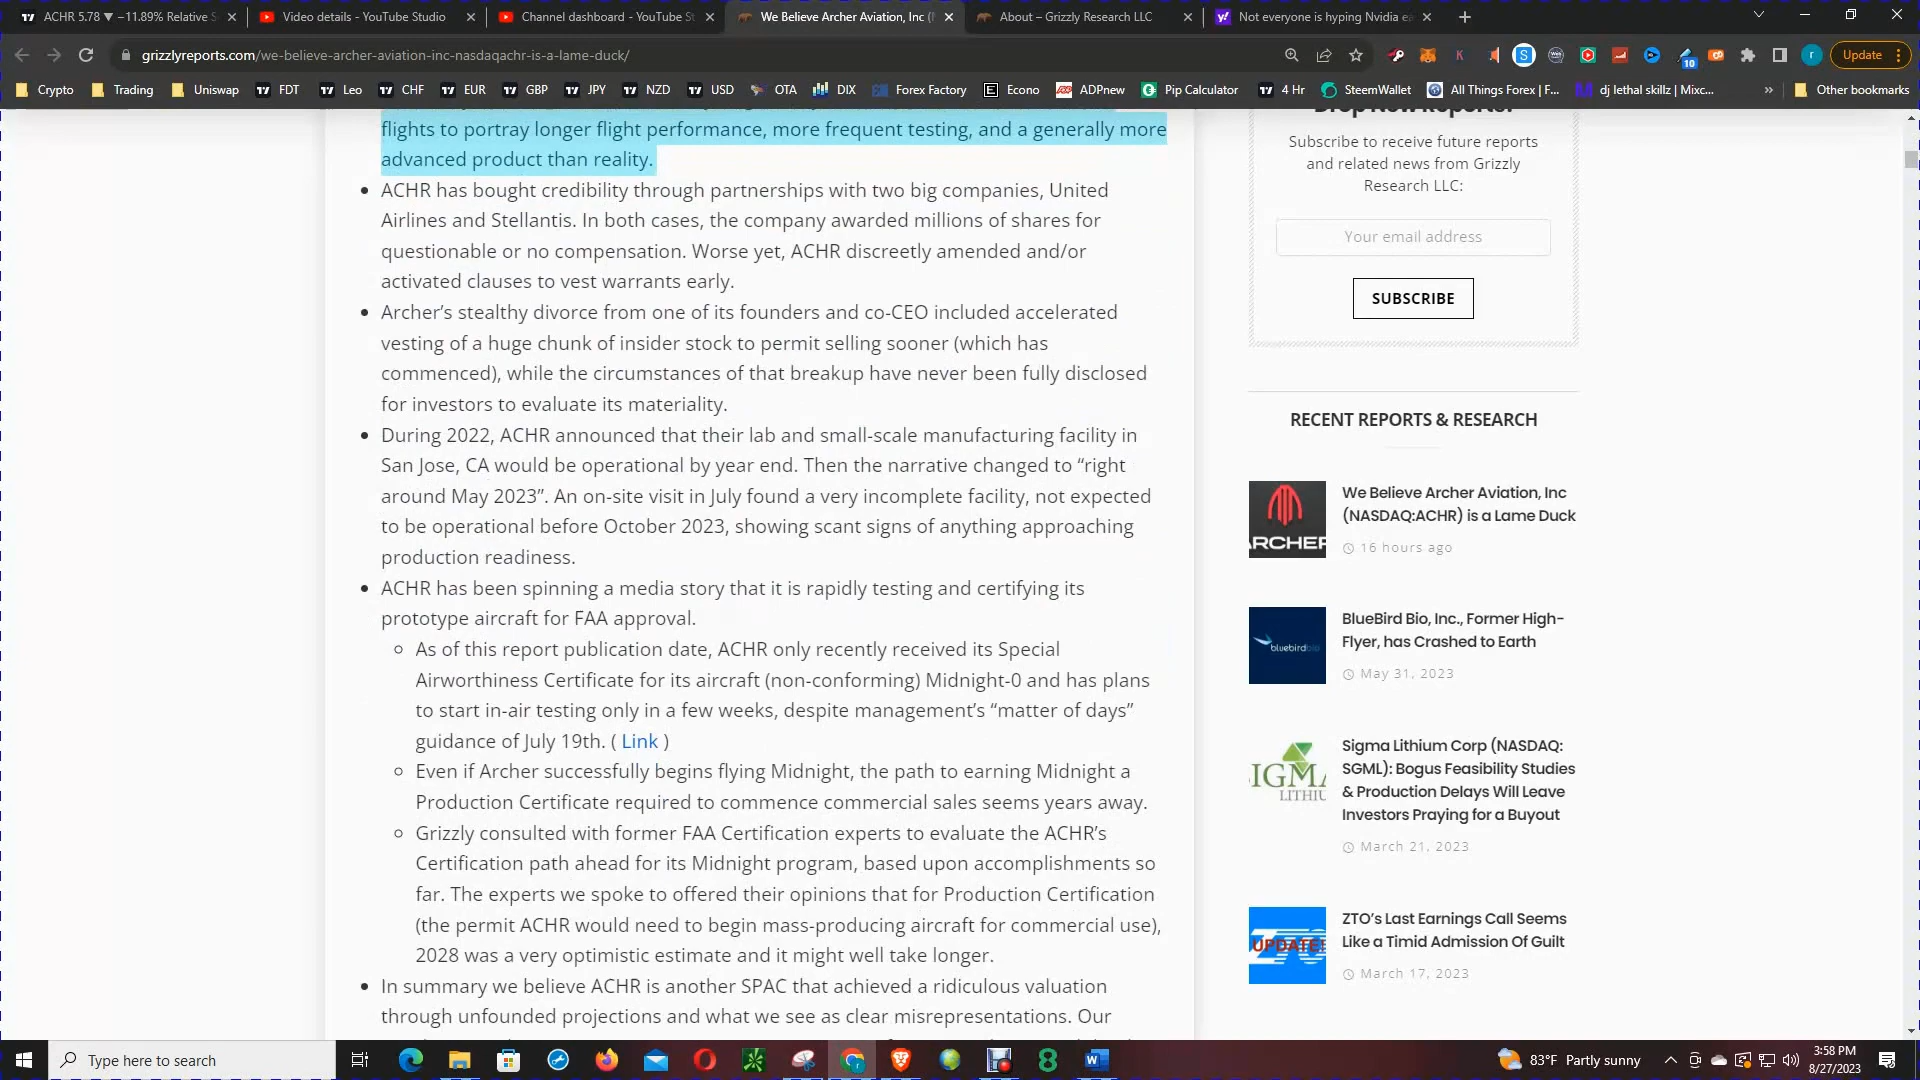 ACHR 5.78 ▼ −11.89% Relative S
Video details - YouTube Studio
Channel dashboard - YouTube St
We Believe Archer Aviation, Inc (
About – Grizzly Research LLC
Not everyone is hyping Nvidia ea
grizzlyreports.com/we-believe-archer-aviation-inc-nasdaqachr-is-a-lame-duck/
Update
Crypto
Trading
Uniswap
FDT
Leo
CHF
EUR
GBP
JPY
NZD
USD
OTA
DIX
Forex Factory
Econo
ADPnew
Pip Calculator
4 Hr
SteemWallet
All Things Forex | F...
dj lethal skillz | Mixc...
»
Other bookmarks
flights to portray longer flight performance, more frequent testing, and a generally more
advanced product than reality.
ACHR has bought credibility through partnerships with two big companies, United
Airlines and Stellantis. In both cases, the company awarded millions of shares for
questionable or no compensation. Worse yet, ACHR discreetly amended and/or
activated clauses to vest warrants early.
Archer’s stealthy divorce from one of its founders and co-CEO included accelerated
vesting of a huge chunk of insider stock to permit selling sooner (which has
commenced), while the circumstances of that breakup have never been fully disclosed
for investors to evaluate its materiality.
During 2022, ACHR announced that their lab and small-scale manufacturing facility in
San Jose, CA would be operational by year end. Then the narrative changed to “right
around May 2023”. An on-site visit in July found a very incomplete facility, not expected
to be operational before October 2023, showing scant signs of anything approaching
production readiness.
ACHR has been spinning a media story that it is rapidly testing and certifying its
prototype aircraft for FAA approval.
As of this report publication date, ACHR only recently received its Special
Airworthiness Certificate for its aircraft (non-conforming) Midnight-0 and has plans
to start in-air testing only in a few weeks, despite management’s “matter of days”
guidance of July 19th. ( Link )
Even if Archer successfully begins flying Midnight, the path to earning Midnight a
Production Certificate required to commence commercial sales seems years away.
Grizzly consulted with former FAA Certification experts to evaluate the ACHR’s
Certification path ahead for its Midnight program, based upon accomplishments so
far. The experts we spoke to offered their opinions that for Production Certification
(the permit ACHR would need to begin mass-producing aircraft for commercial use),
2028 was a very optimistic estimate and it might well take longer.
In summary we believe ACHR is another SPAC that achieved a ridiculous valuation
through unfounded projections and what we see as clear misrepresentations. Our
Subscribe to receive future reports
and related news from Grizzly
Research LLC:
Your email address
SUBSCRIBE
RECENT REPORTS & RESEARCH
ARCHER
We Believe Archer Aviation, Inc
(NASDAQ:ACHR) is a Lame Duck
16 hours ago
bluebirdbio
BlueBird Bio, Inc., Former High-
Flyer, has Crashed to Earth
May 31, 2023
Sigma Lithium Corp (NASDAQ:
SGML): Bogus Feasibility Studies
& Production Delays Will Leave
Investors Praying for a Buyout
March 21, 2023
UPDATE!
ZTO’s Last Earnings Call Seems
Like a Timid Admission Of Guilt
March 17, 2023
Type here to search
83°F Partly sunny
3:58 PM
8/27/2023